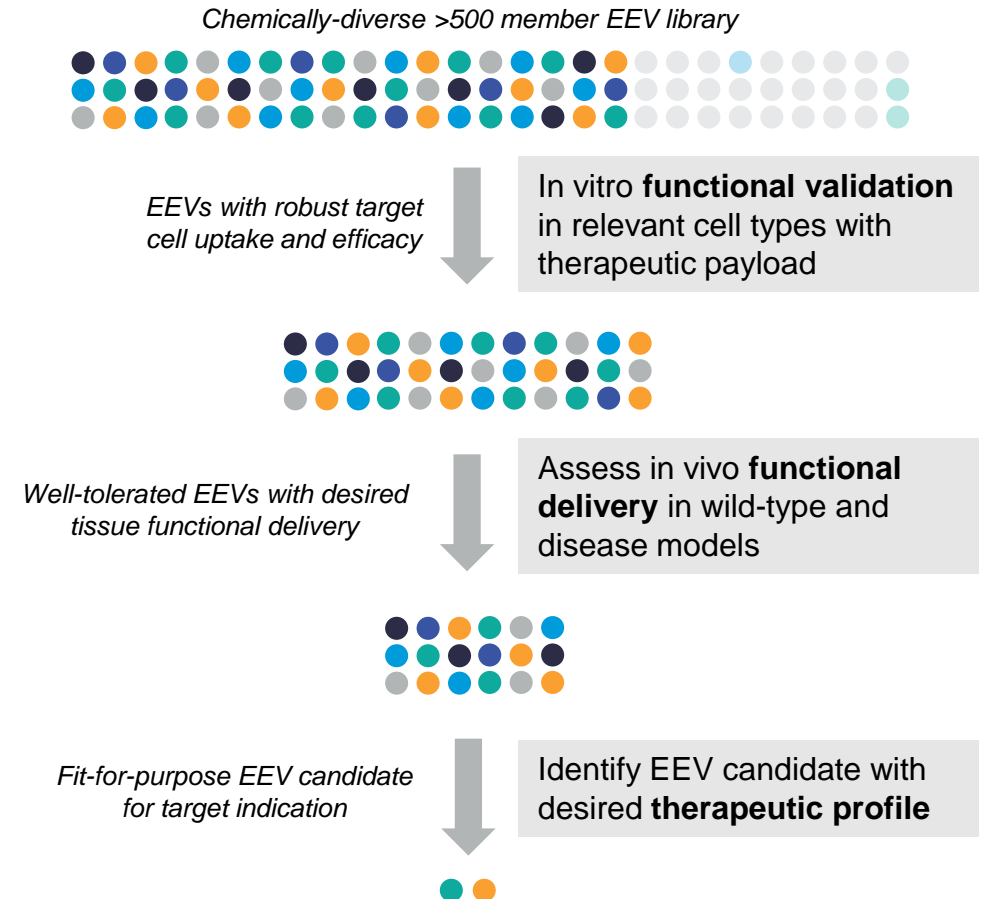 Chemically-diverse >500 member EEV library
EEVs with robust target
cell uptake and efficacy
In vitro functional validation
in relevant cell types with
therapeutic payload
Well-tolerated EEVs with desired
tissue functional delivery
Assess in vivo functional
delivery in wild-type and
disease models
Fit-for-purpose EEV candidate
for target indication
Identify EEV candidate with
desired therapeutic profile